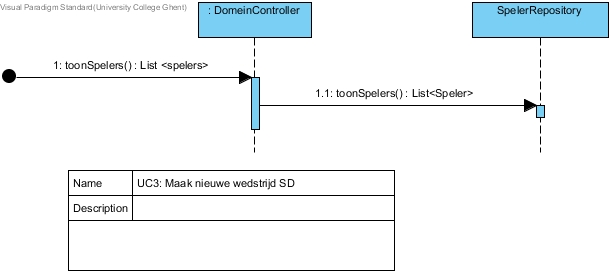 Visual Paradigm Standard(University College Ghent)
: DomeinController
SpelerRepository
1: toonSpelers() : List <spelers>
1.1: toonSpelers() : List<Speler>
Name UC3: Maak nieuwe wedstrijd SD
Description